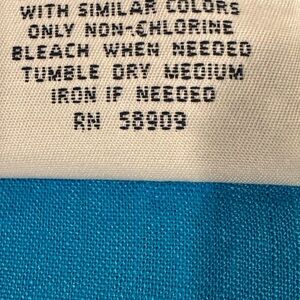 WITH SIMILAR COLORS
ONLY NON-CHLORINE
BLEACH WHEN NEEDED
TUMBLE DRY MEDIUM
IRON IF NEEDED
RN 58909